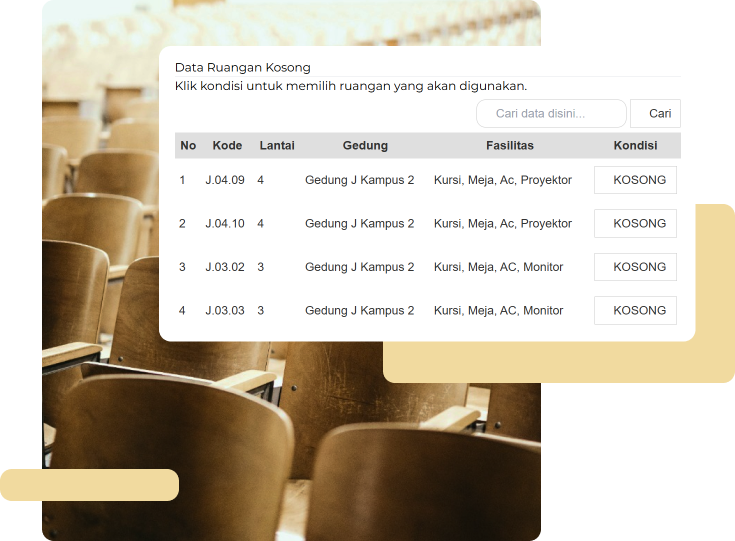 Data Ruangan Kosong
Klik kondisi untuk memilih ruangan yang akan digunakan.
Cari data disini... Cari
No Kode Lantai Gedung Fasilitas Kondisi
1 J.04.09 4 Gedung J Kampus 2 Kursi, Meja, Ac, Proyektor KOSONG
2 J.04.10 4 Gedung J Kampus 2 Kursi, Meja, Ac, Proyektor KOSONG
3 J.03.02 3 Gedung J Kampus 2 Kursi, Meja, AC, Monitor KOSONG
4 J.03.03 3 Gedung J Kampus 2 Kursi, Meja, AC, Monitor KOSONG